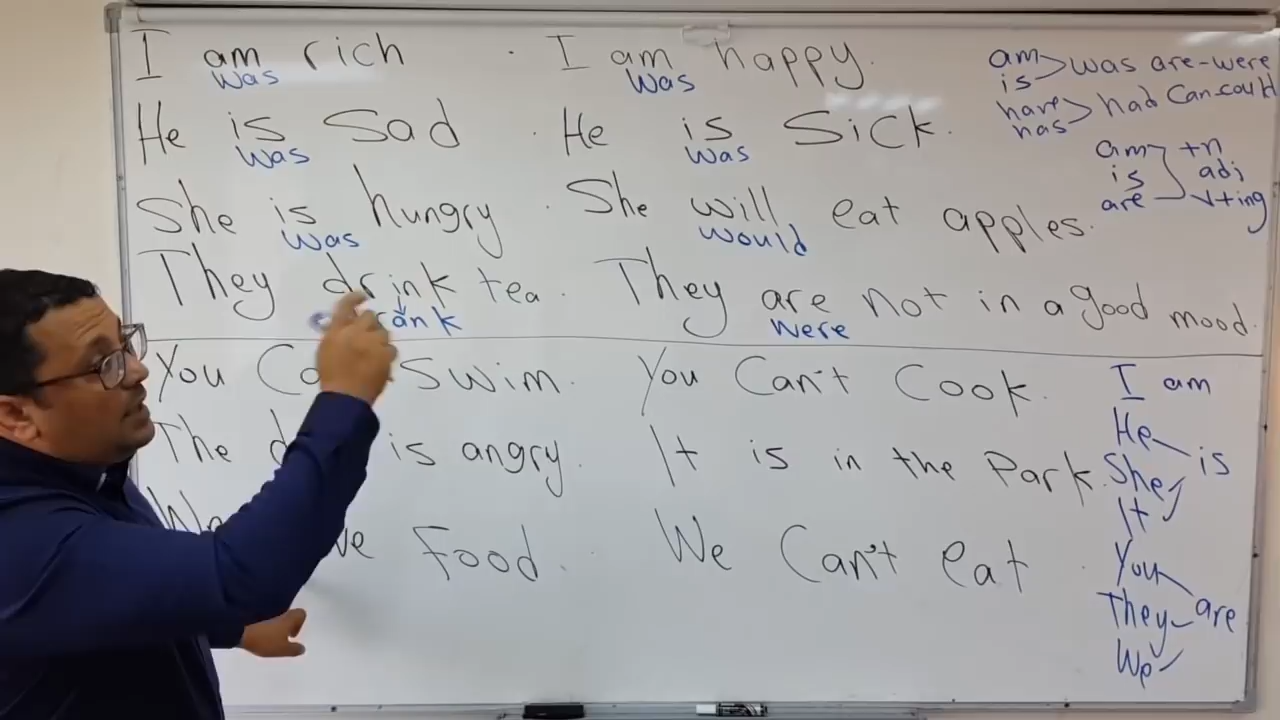 I am rich . I am happy.
was was
He is Sad . He is Sick.
was was
She is hungry . She will eat apples.
was would
They drink tea . They are not in a good mood.
ank were
You Swim . You Can't Cook.
The is angry. It is in the Park.
Food . We Can't eat .
am is > was are-were
have has > had Can-could
am +n
is adj
are v+ing
I am
He
She is
It
You
They are
We